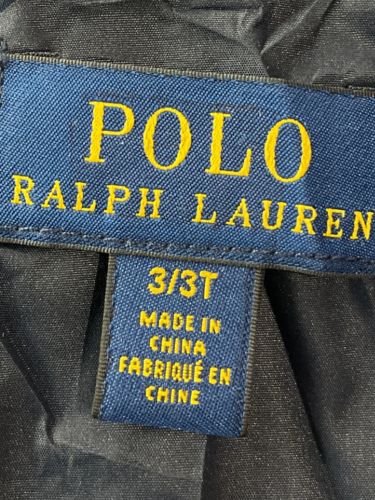 POLO
RALPH LAUREN
3/3T
MADE IN
CHINA
FABRIQUÉ EN
CHINE